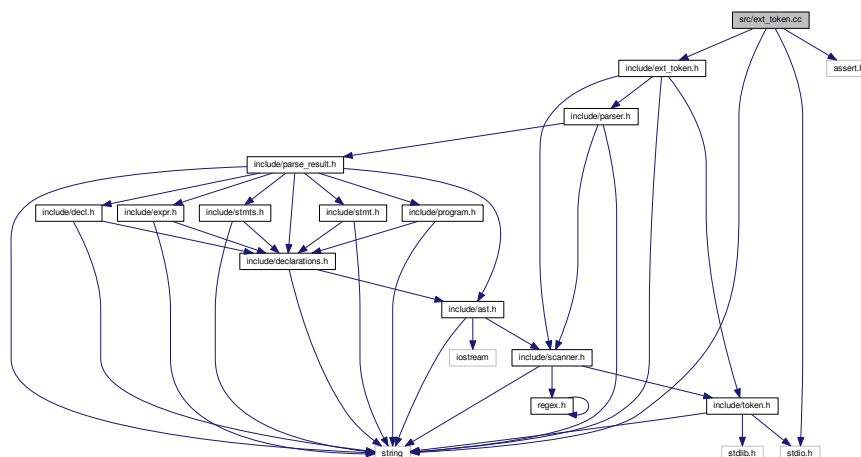 src/ext_token.cc
include/ext_token.h
assert.h
include/parser.h
include/parse_result.h
include/decl.h
include/expr.h
include/stmts.h
include/stmt.h
include/program.h
include/declarations.h
include/ast.h
iostream
include/scanner.h
regex.h
include/token.h
string
stdlib.h
stdio.h